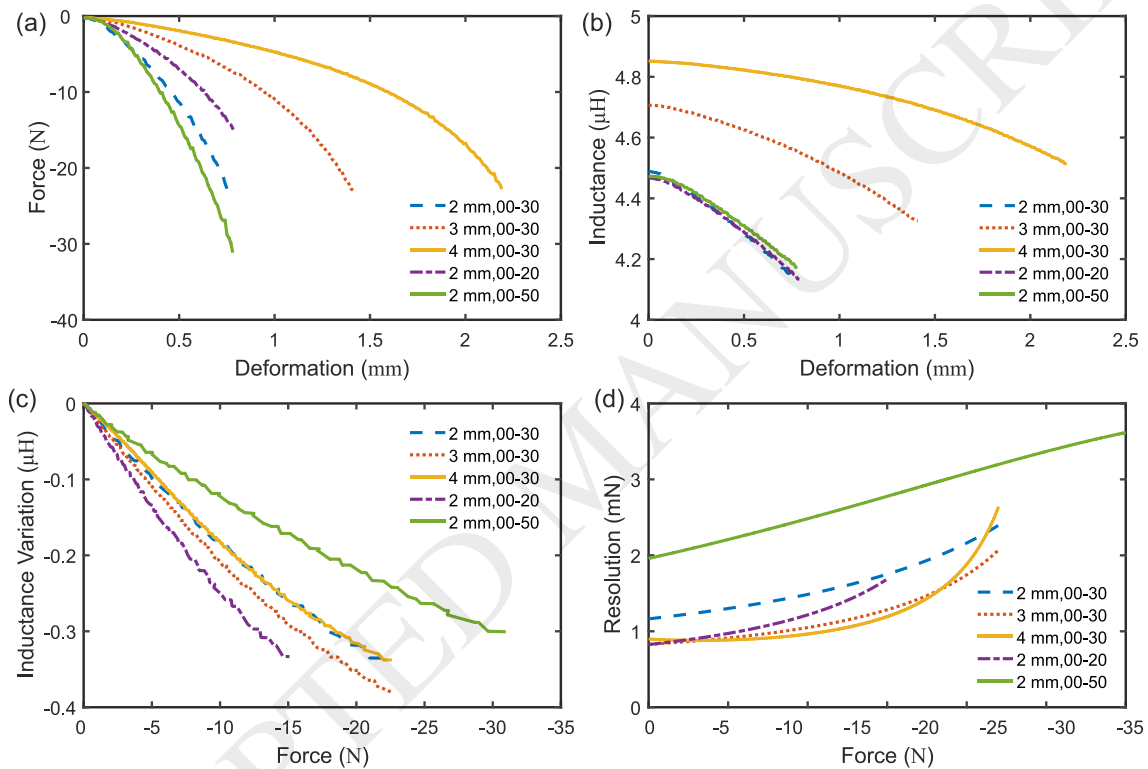 (a)
0
-10
-20
-30
-40
Force (N)
2 mm,00-30
3 mm,00-30
4 mm,00-30
2 mm,00-20
2 mm,00-50
0 0.5 1 1.5 2 2.5
Deformation (mm)
(b)
5
4.8
4.6
4.4
4.2
4
Inductance (μH)
2 mm,00-30
3 mm,00-30
4 mm,00-30
2 mm,00-20
2 mm,00-50
0 0.5 1 1.5 2 2.5
Deformation (mm)
(c)
0
-0.1
-0.2
-0.3
-0.4
Inductance Variation (μH)
2 mm,00-30
3 mm,00-30
4 mm,00-30
2 mm,00-20
2 mm,00-50
0 -5 -10 -15 -20 -25 -30 -35
Force (N)
(d)
4
3
2
1
0
Resolution (mN)
2 mm,00-30
3 mm,00-30
4 mm,00-30
2 mm,00-20
2 mm,00-50
0 -5 -10 -15 -20 -25 -30 -35
Force (N)
PTED MANUSCRI